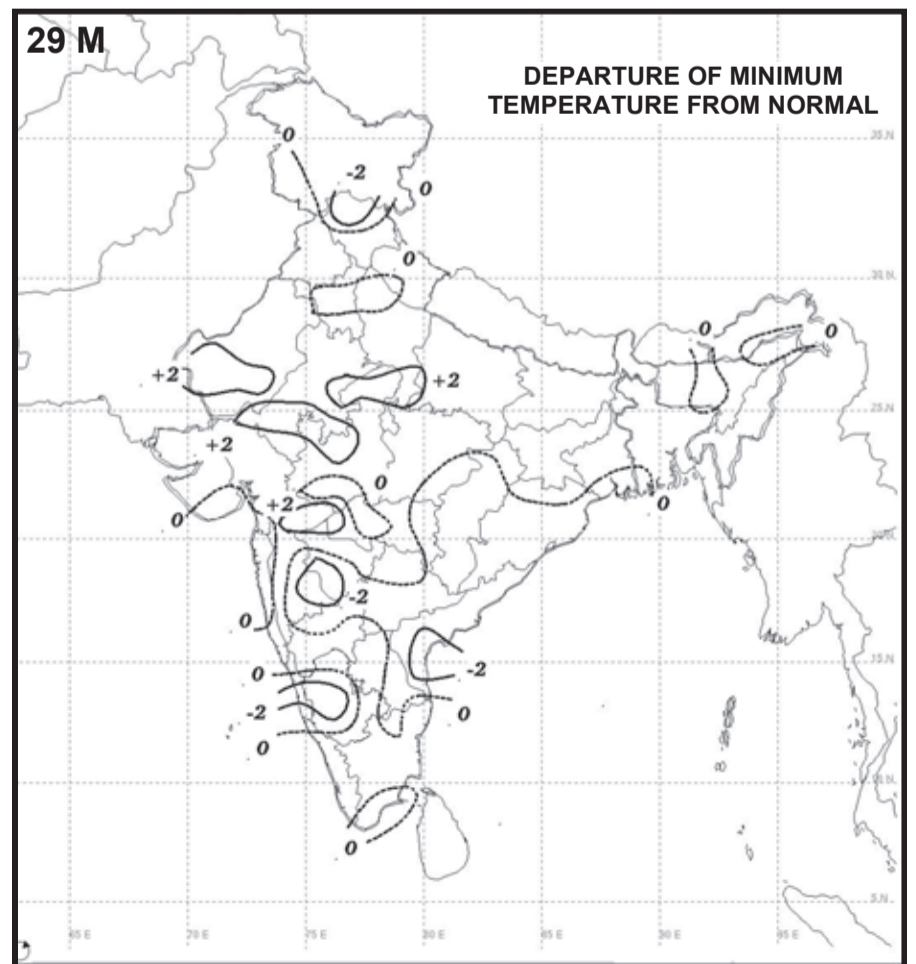 29 M
DEPARTURE OF MINIMUM
TEMPERATURE FROM NORMAL
0
35 N
-2
0
0
30 N
0
0
+2
+2
25 N
+2
0
+2
0
0
20 N
-2
0
0
-2
15 N
-2
0
0
10 N
0
5 N
65 E
70 E
75 E
80 E
85 E
90 E
95 E